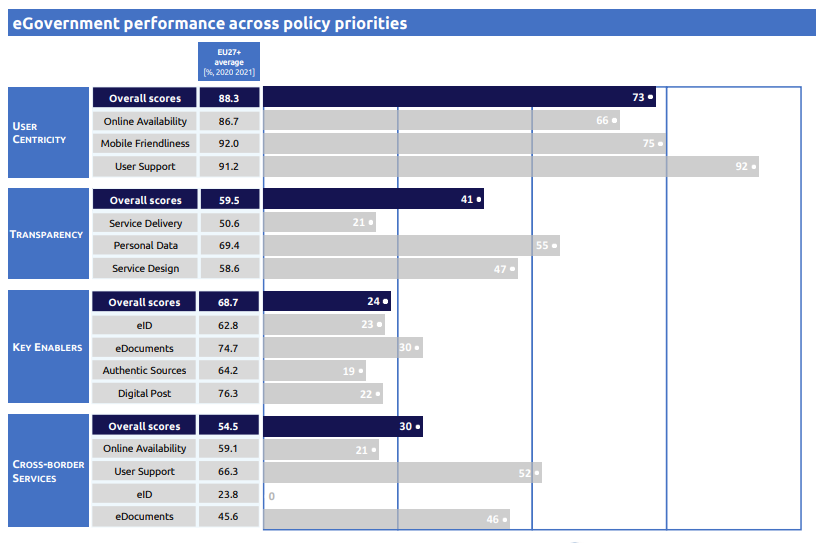 eGovernment performance across policy priorities
EU27+
average
[%, 2020 2021]
USER
CENTRICITY
Overall scores 88.3 73
Online Availability 86.7 66
Mobile Friendliness 92.0 75
User Support 91.2 92
TRANSPARENCY
Overall scores 59.5 41
Service Delivery 50.6 21
Personal Data 69.4 55
Service Design 58.6 47
KEY ENABLERS
Overall scores 68.7 24
eID 62.8 23
eDocuments 74.7 30
Authentic Sources 64.2 19
Digital Post 76.3 22
CROSS-BORDER
SERVICES
Overall scores 54.5 30
Online Availability 59.1 21
User Support 66.3 52
eID 23.8 0
eDocuments 45.6 46